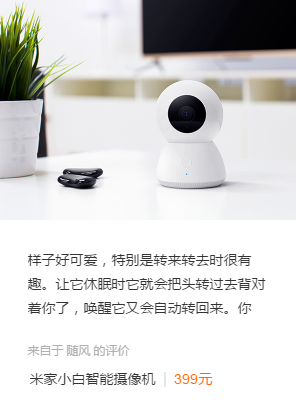 样子好可爱，特别是转来转去时很有
趣。让它休眠时它就会把头转过去背对
着你了，唤醒它又会自动转回来。你
来自于 随风 的评价
米家小白智能摄像机 | 399元